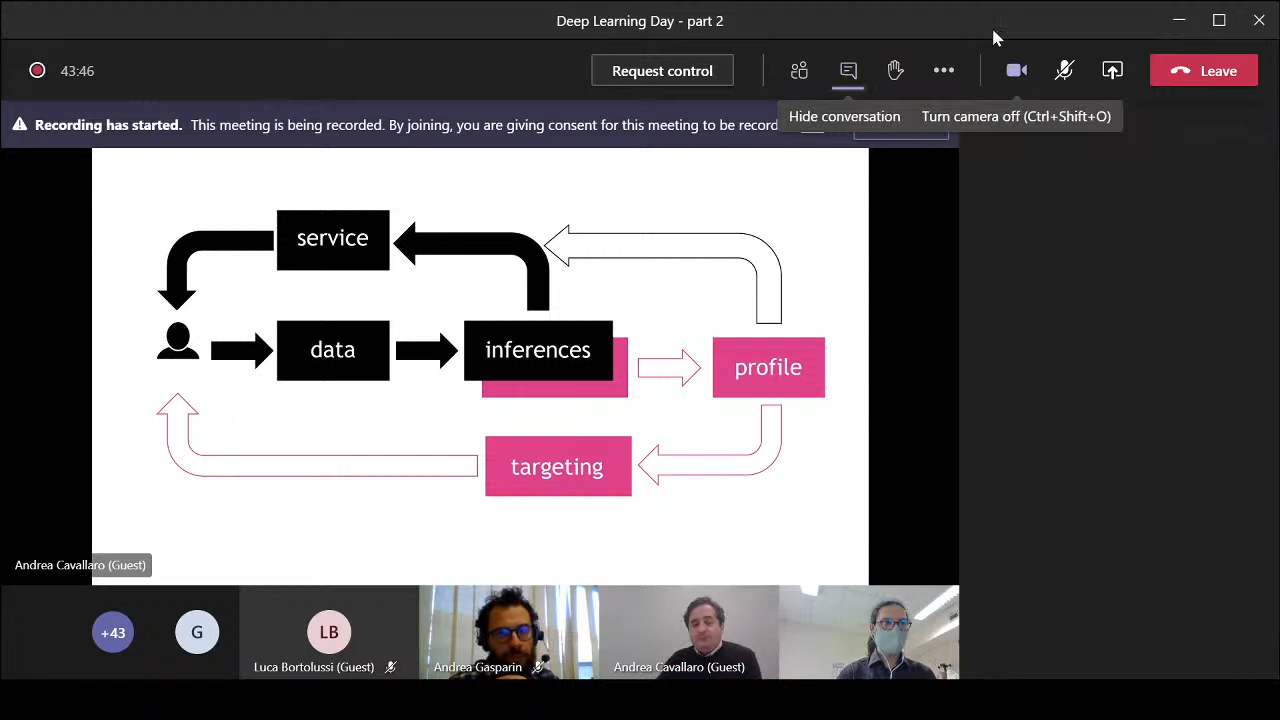 Deep Learning Day - part 2
43:46
Request control
Leave
Recording has started. This meeting is being recorded. By joining, you are giving consent for this meeting to be record
Hide conversation
Turn camera off (Ctrl+Shift+O)
service
data
inferences
profile
targeting
Andrea Cavallaro (Guest)
+43
G
LB
Luca Bortolussi (Guest)
Andrea Gasparin
Andrea Cavallaro (Guest)